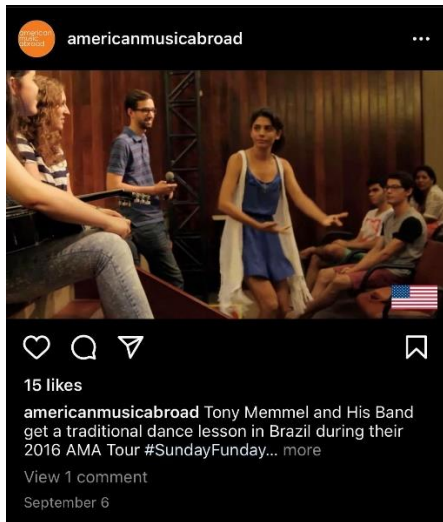 american
music
abroad
americanmusicabroad
15 likes
americanmusicabroad Tony Memmel and His Band
get a traditional dance lesson in Brazil during their
2016 AMA Tour #SundayFunday... more
View 1 comment
September 6